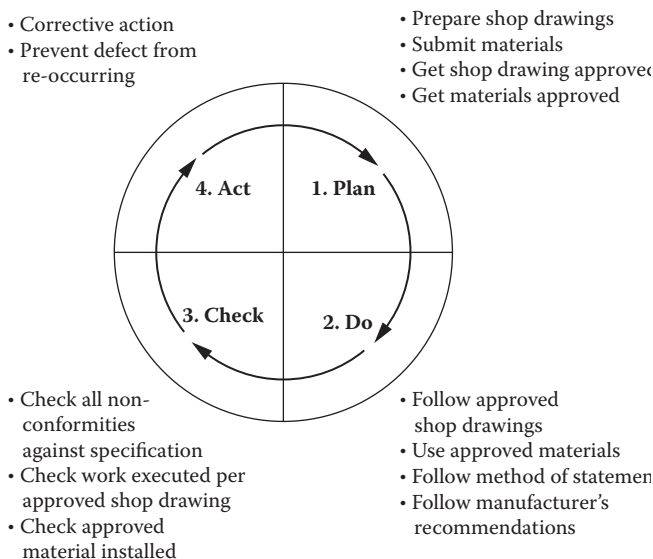 • Corrective action
• Prevent defect from
re-occurring
• Prepare shop drawings
• Submit materials
• Get shop drawing approved
• Get materials approved
4. Act
1. Plan
3. Check
2. Do
• Check all non-
conformities
against specification
• Check work executed per
approved shop drawing
• Check approved
material installed
• Follow approved
shop drawings
• Use approved materials
• Follow method of statement
• Follow manufacturer's
recommendations